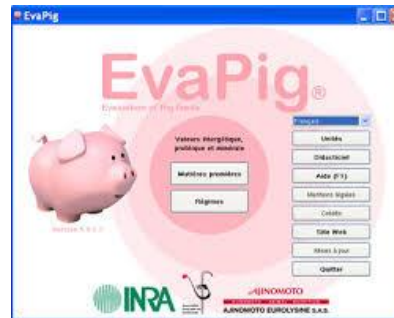 EvaPig
EvaPig®
Evaluation of Pig Feeds
Français
Valeurs énergétique,
protéique et minérale
Matières premières
Régimes
Unités
Didacticiel
Aide (F1)
Mentions légales
Crédits
Site Web
Mises à jour
Quitter
INRA
AJINOMOTO
AJINOMOTO EUROLYSINE S.A.S.